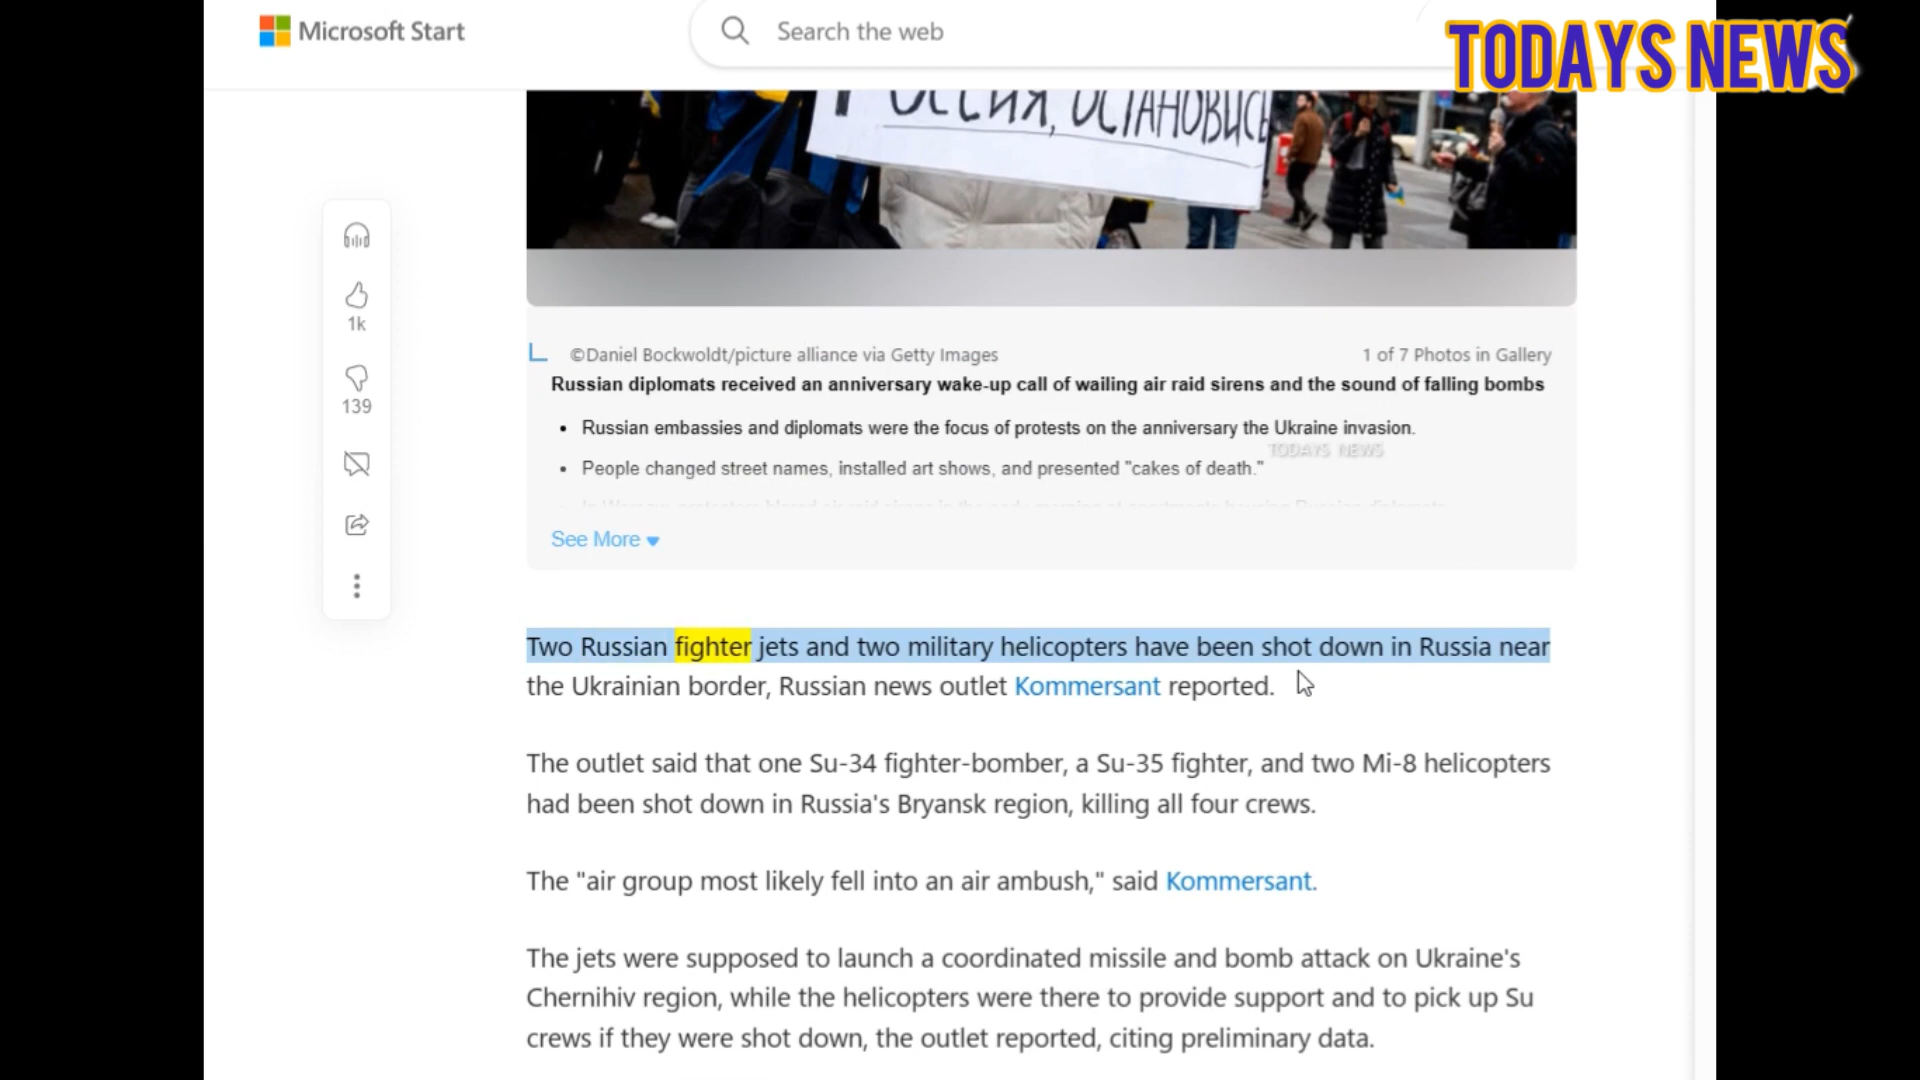 Microsoft Start
Search the web
TODAYS NEWS
РОССИЯ, ОСТАНОВИСЬ
©Daniel Bockwoldt/picture alliance via Getty Images
1 of 7 Photos in Gallery
Russian diplomats received an anniversary wake-up call of wailing air raid sirens and the sound of falling bombs
• Russian embassies and diplomats were the focus of protests on the anniversary the Ukraine invasion.
TODAYS NEWS
• People changed street names, installed art shows, and presented "cakes of death."
See More
1k
139
Two Russian fighter jets and two military helicopters have been shot down in Russia near
the Ukrainian border, Russian news outlet Kommersant reported.
The outlet said that one Su-34 fighter-bomber, a Su-35 fighter, and two Mi-8 helicopters
had been shot down in Russia's Bryansk region, killing all four crews.
The "air group most likely fell into an air ambush," said Kommersant.
The jets were supposed to launch a coordinated missile and bomb attack on Ukraine's
Chernihiv region, while the helicopters were there to provide support and to pick up Su
crews if they were shot down, the outlet reported, citing preliminary data.